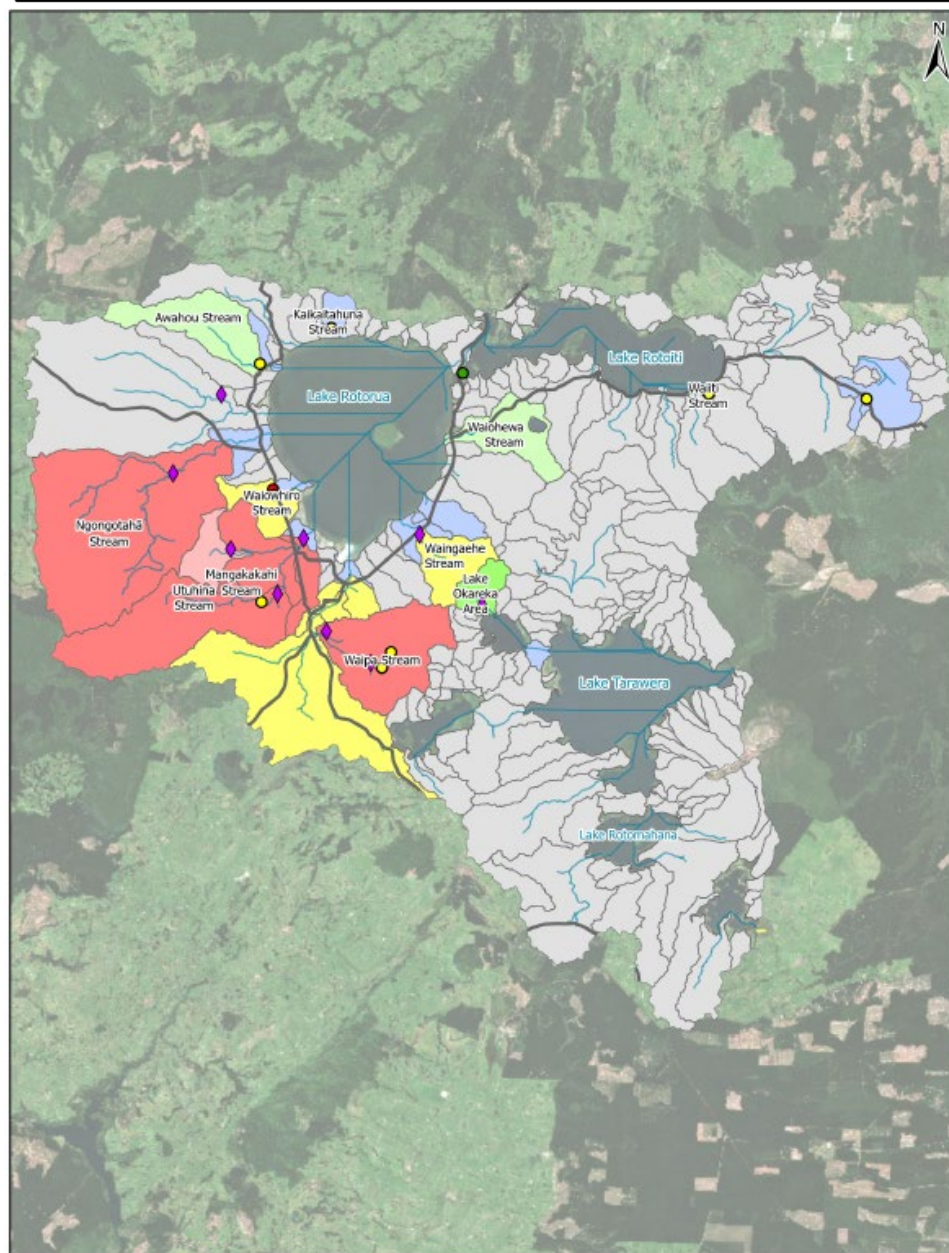 N
Awahou Stream
Kaikaitahuna
Stream
Lake Rotoiti
Lake Rotorua
Waiti
Stream
Waiohewa
Stream
Waiowhiro
Stream
Ngongotahā
Stream
Waingaehe
Stream
Mangakakahi
Utuhina Stream
Stream
Lake
Okareka
Area
Waipa Stream
Lake Tarawera
Lake Rotomahana